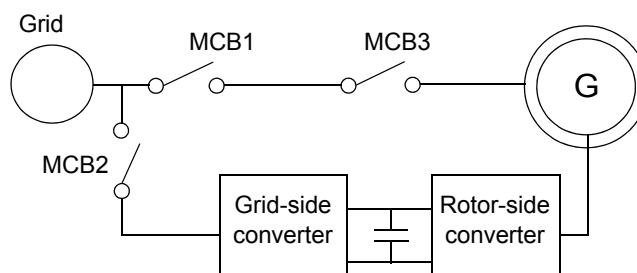 Grid
MCB1
MCB3
G
MCB2
Grid-side
converter
Rotor-side
converter